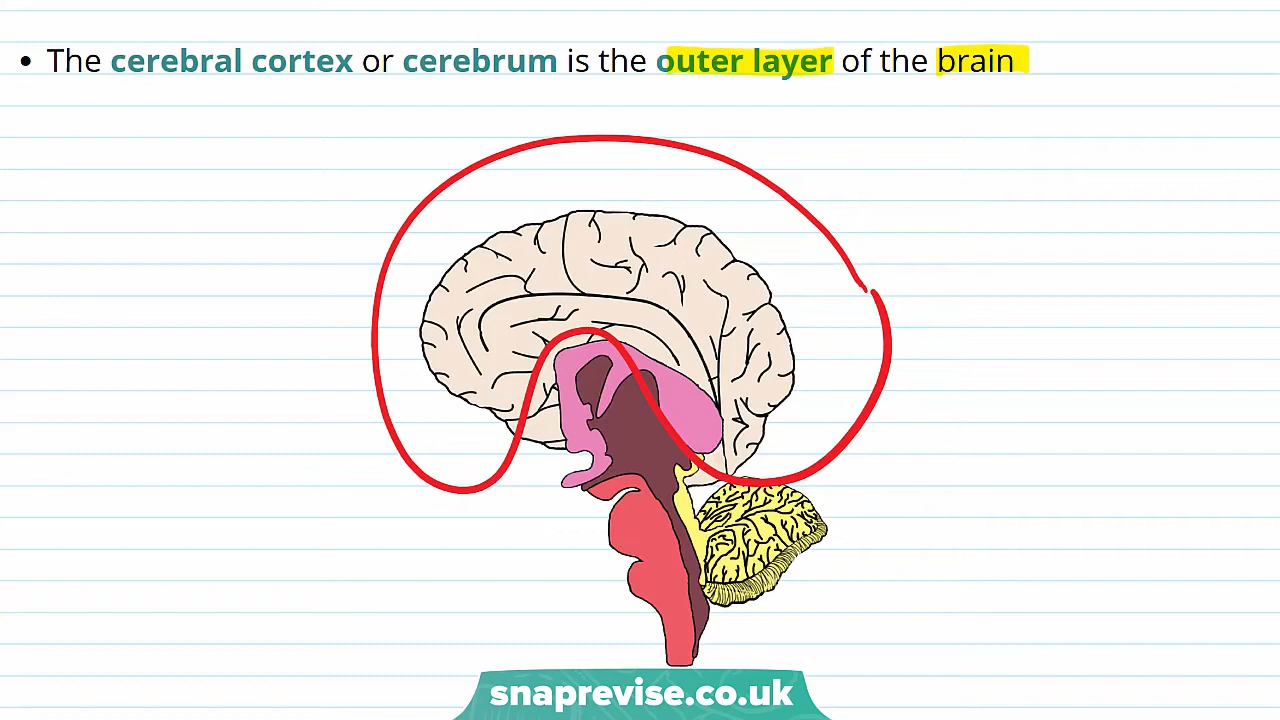 • The cerebral cortex or cerebrum is the outer layer of the brain
snaprevise.co.uk